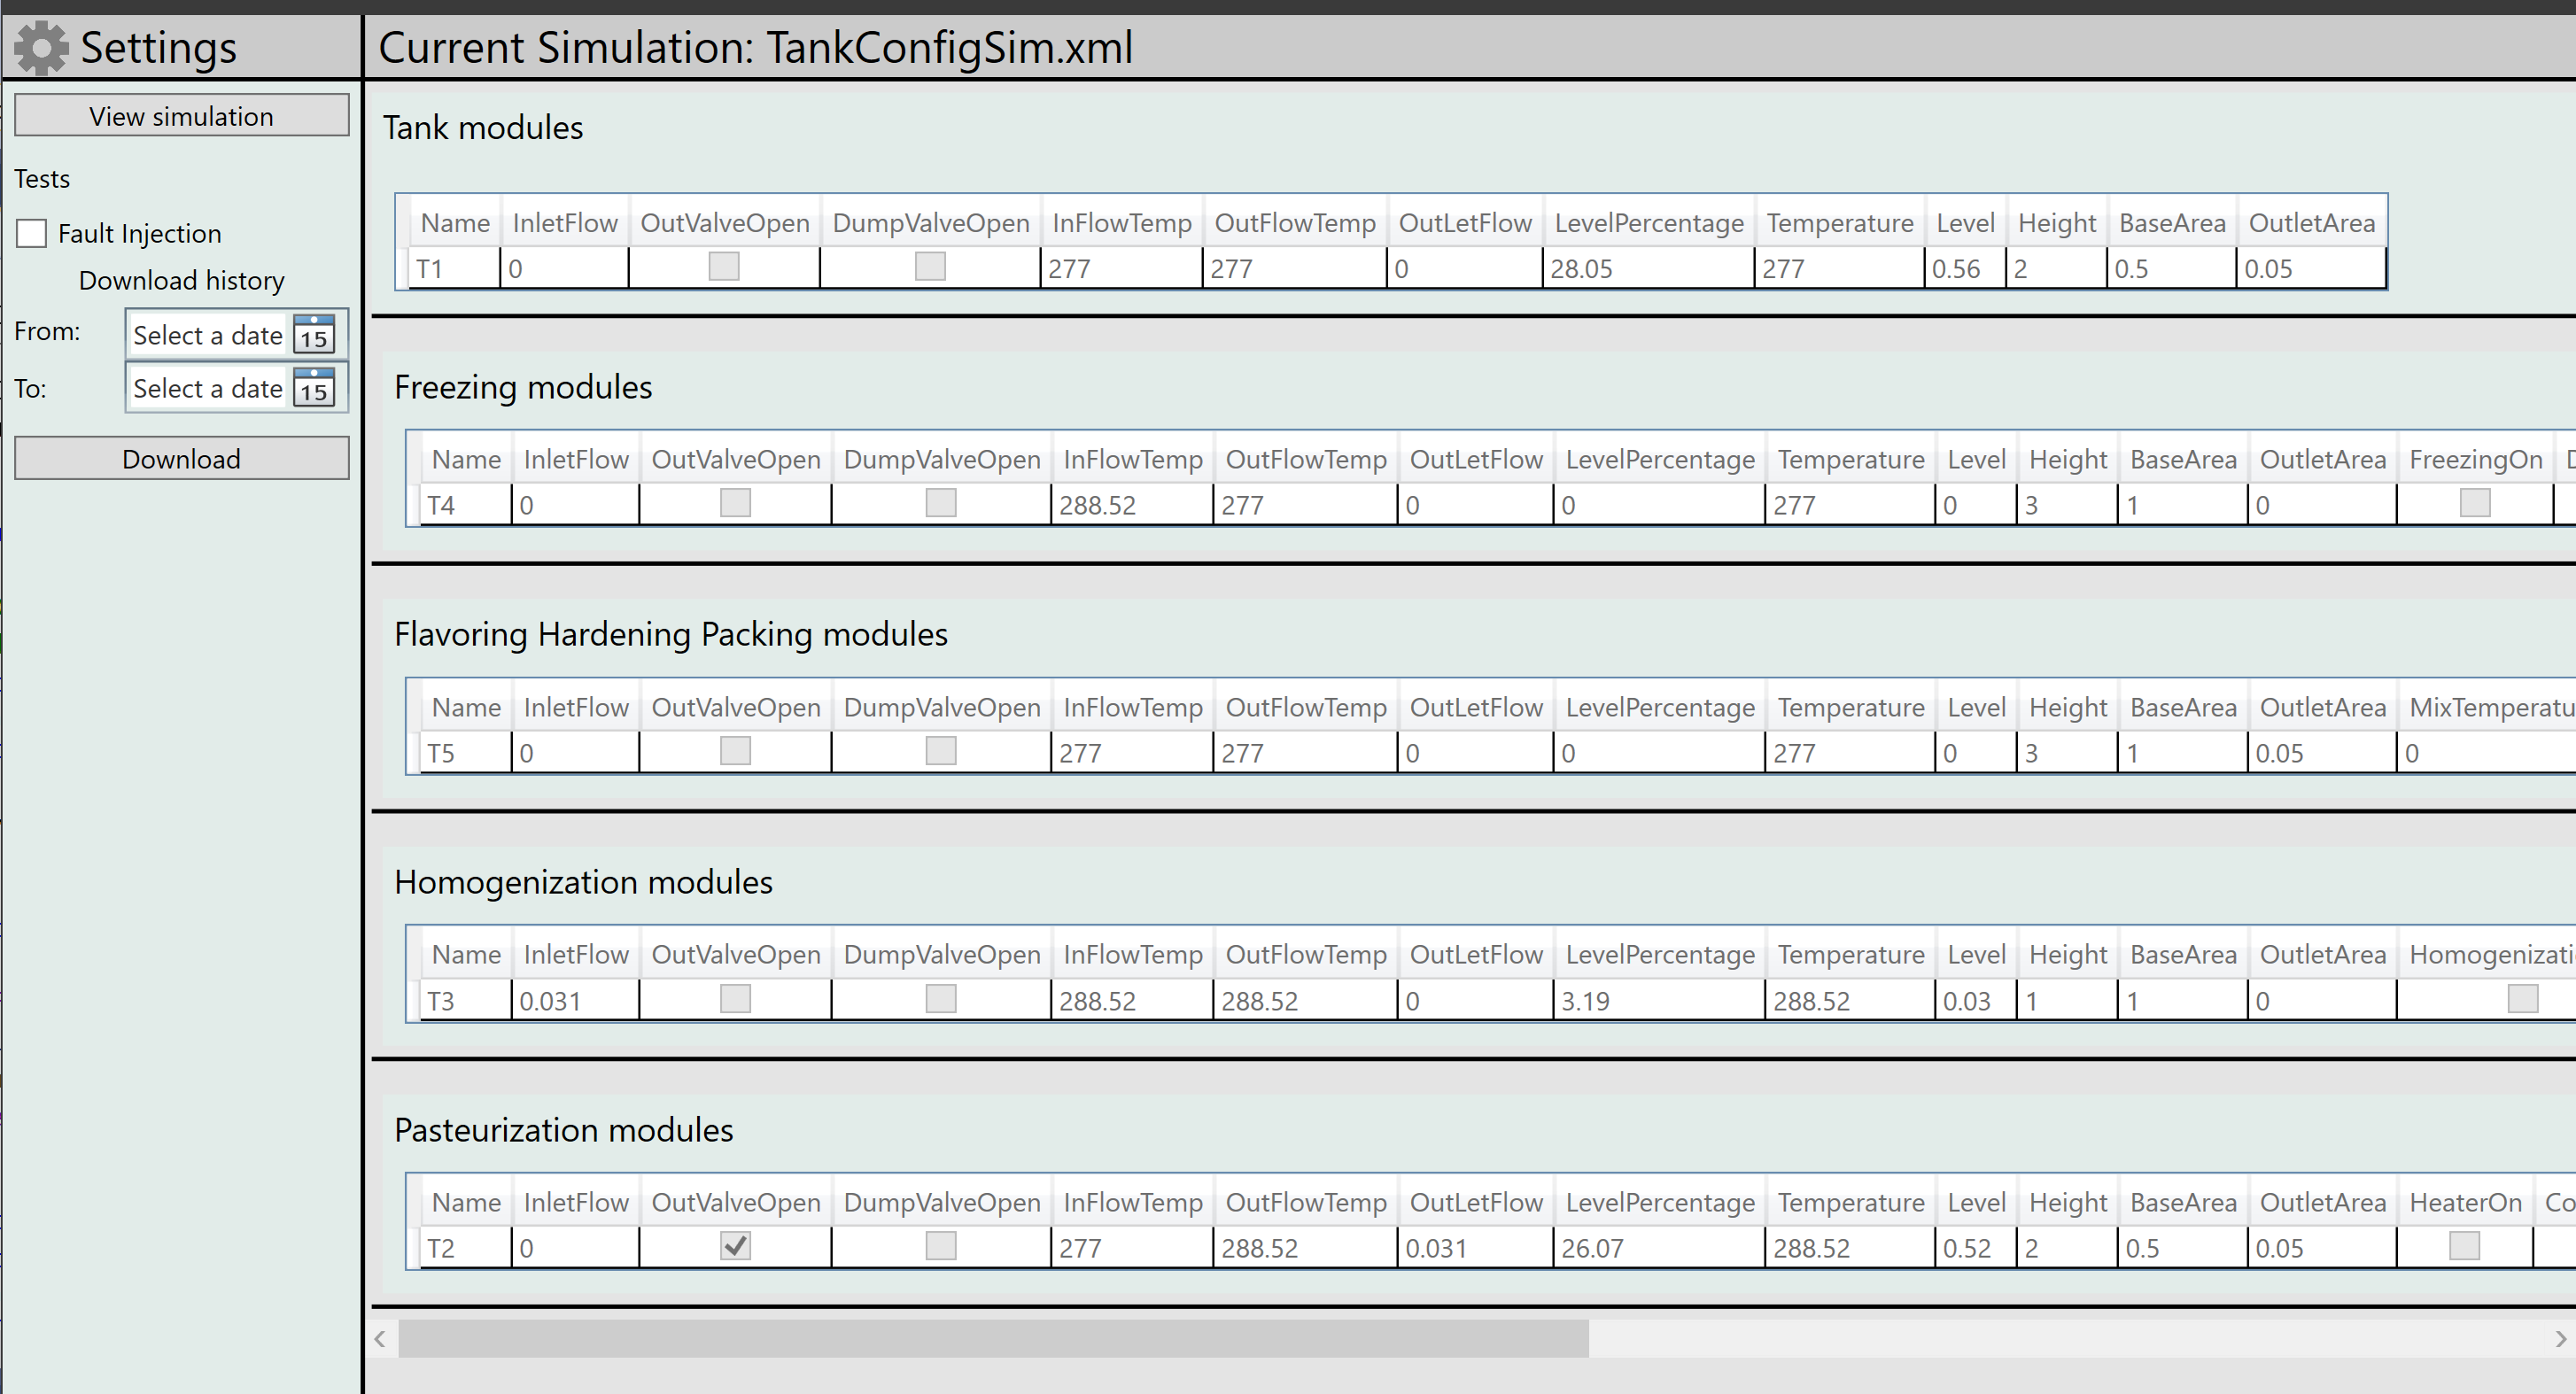 Settings
Current Simulation: TankConfigSim.xml
View simulation
Tests
Fault Injection
Download history
From: Select a date 15
To: Select a date 15
Download
Tank modules
Name InletFlow OutValveOpen DumpValveOpen InFlowTemp OutFlowTemp OutLetFlow LevelPercentage Temperature Level Height BaseArea OutletArea
T1 0 277 277 0 28.05 277 0.56 2 0.5 0.05
Freezing modules
Name InletFlow OutValveOpen DumpValveOpen InFlowTemp OutFlowTemp OutLetFlow LevelPercentage Temperature Level Height BaseArea OutletArea FreezingOn
T4 0 288.52 277 0 0 277 0 3 1 0
Flavoring Hardening Packing modules
Name InletFlow OutValveOpen DumpValveOpen InFlowTemp OutFlowTemp OutLetFlow LevelPercentage Temperature Level Height BaseArea OutletArea MixTemperatu
T5 0 277 277 0 0 277 0 3 1 0.05 0
Homogenization modules
Name InletFlow OutValveOpen DumpValveOpen InFlowTemp OutFlowTemp OutLetFlow LevelPercentage Temperature Level Height BaseArea OutletArea Homogenizati
T3 0.031 288.52 288.52 0 3.19 288.52 0.03 1 1 0
Pasteurization modules
Name InletFlow OutValveOpen DumpValveOpen InFlowTemp OutFlowTemp OutLetFlow LevelPercentage Temperature Level Height BaseArea OutletArea HeaterOn Co
T2 0 277 288.52 0.031 26.07 288.52 0.52 2 0.5 0.05